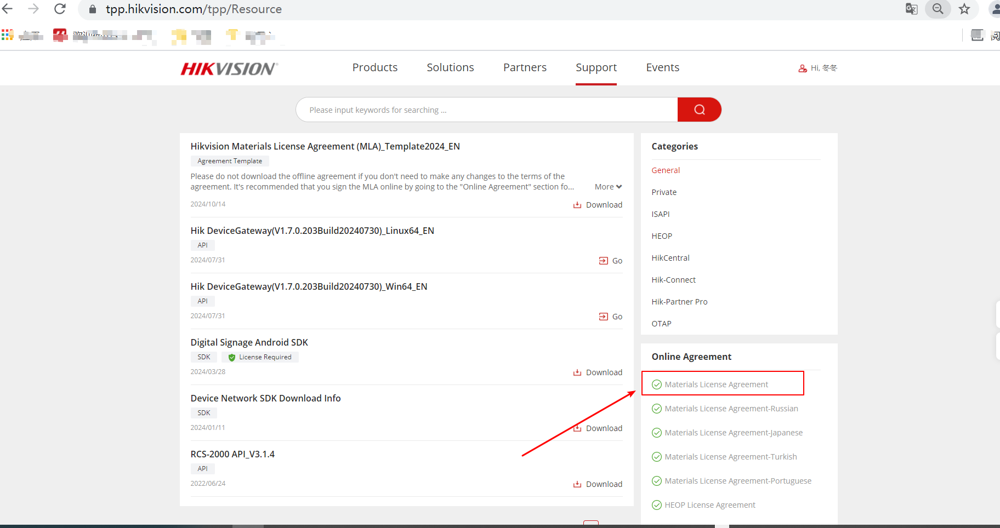 tpp.hikvision.com/tpp/Resource
阅
HIKVISION
Products
Solutions
Partners
Support
Events
Hi, 冬冬
Please input keywords for searching ...
Hikvision Materials License Agreement (MLA)_Template2024_EN
Agreement Template
Please do not download the offline agreement if you don't need to make any changes to the terms of the
agreement. It's recommended that you sign the MLA online by going to the "Online Agreement" section fo...
More
2024/10/14
Download
Hik DeviceGateway(V1.7.0.203Build20240730)_Linux64_EN
API
2024/07/31
Go
Hik DeviceGateway(V1.7.0.203Build20240730)_Win64_EN
API
2024/07/31
Go
Digital Signage Android SDK
SDK
License Required
2024/03/28
Download
Device Network SDK Download Info
SDK
2024/01/11
Download
RCS-2000 API_V3.1.4
API
2022/06/24
Download
Categories
General
Private
ISAPI
HEOP
HikCentral
Hik-Connect
Hik-Partner Pro
OTAP
Online Agreement
Materials License Agreement
Materials License Agreement-Russian
Materials License Agreement-Japanese
Materials License Agreement-Turkish
Materials License Agreement-Portuguese
HEOP License Agreement